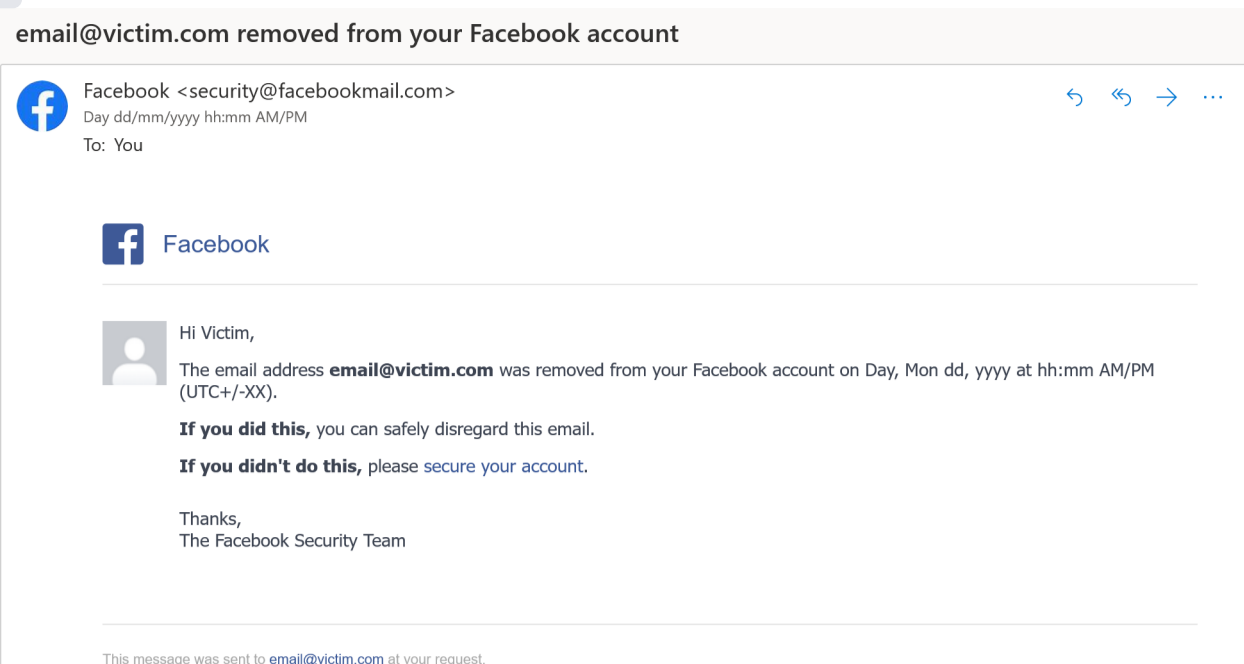 email@victim.com removed from your Facebook account
Facebook <security@facebookmail.com>
Day dd/mm/yyyy hh:mm AM/PM
To: You
Facebook
Hi Victim,
The email address email@victim.com was removed from your Facebook account on Day, Mon dd, yyyy at hh:mm AM/PM
(UTC+/-XX).
If you did this, you can safely disregard this email.
If you didn't do this, please secure your account.
Thanks,
The Facebook Security Team
This message was sent to email@victim.com at your request.